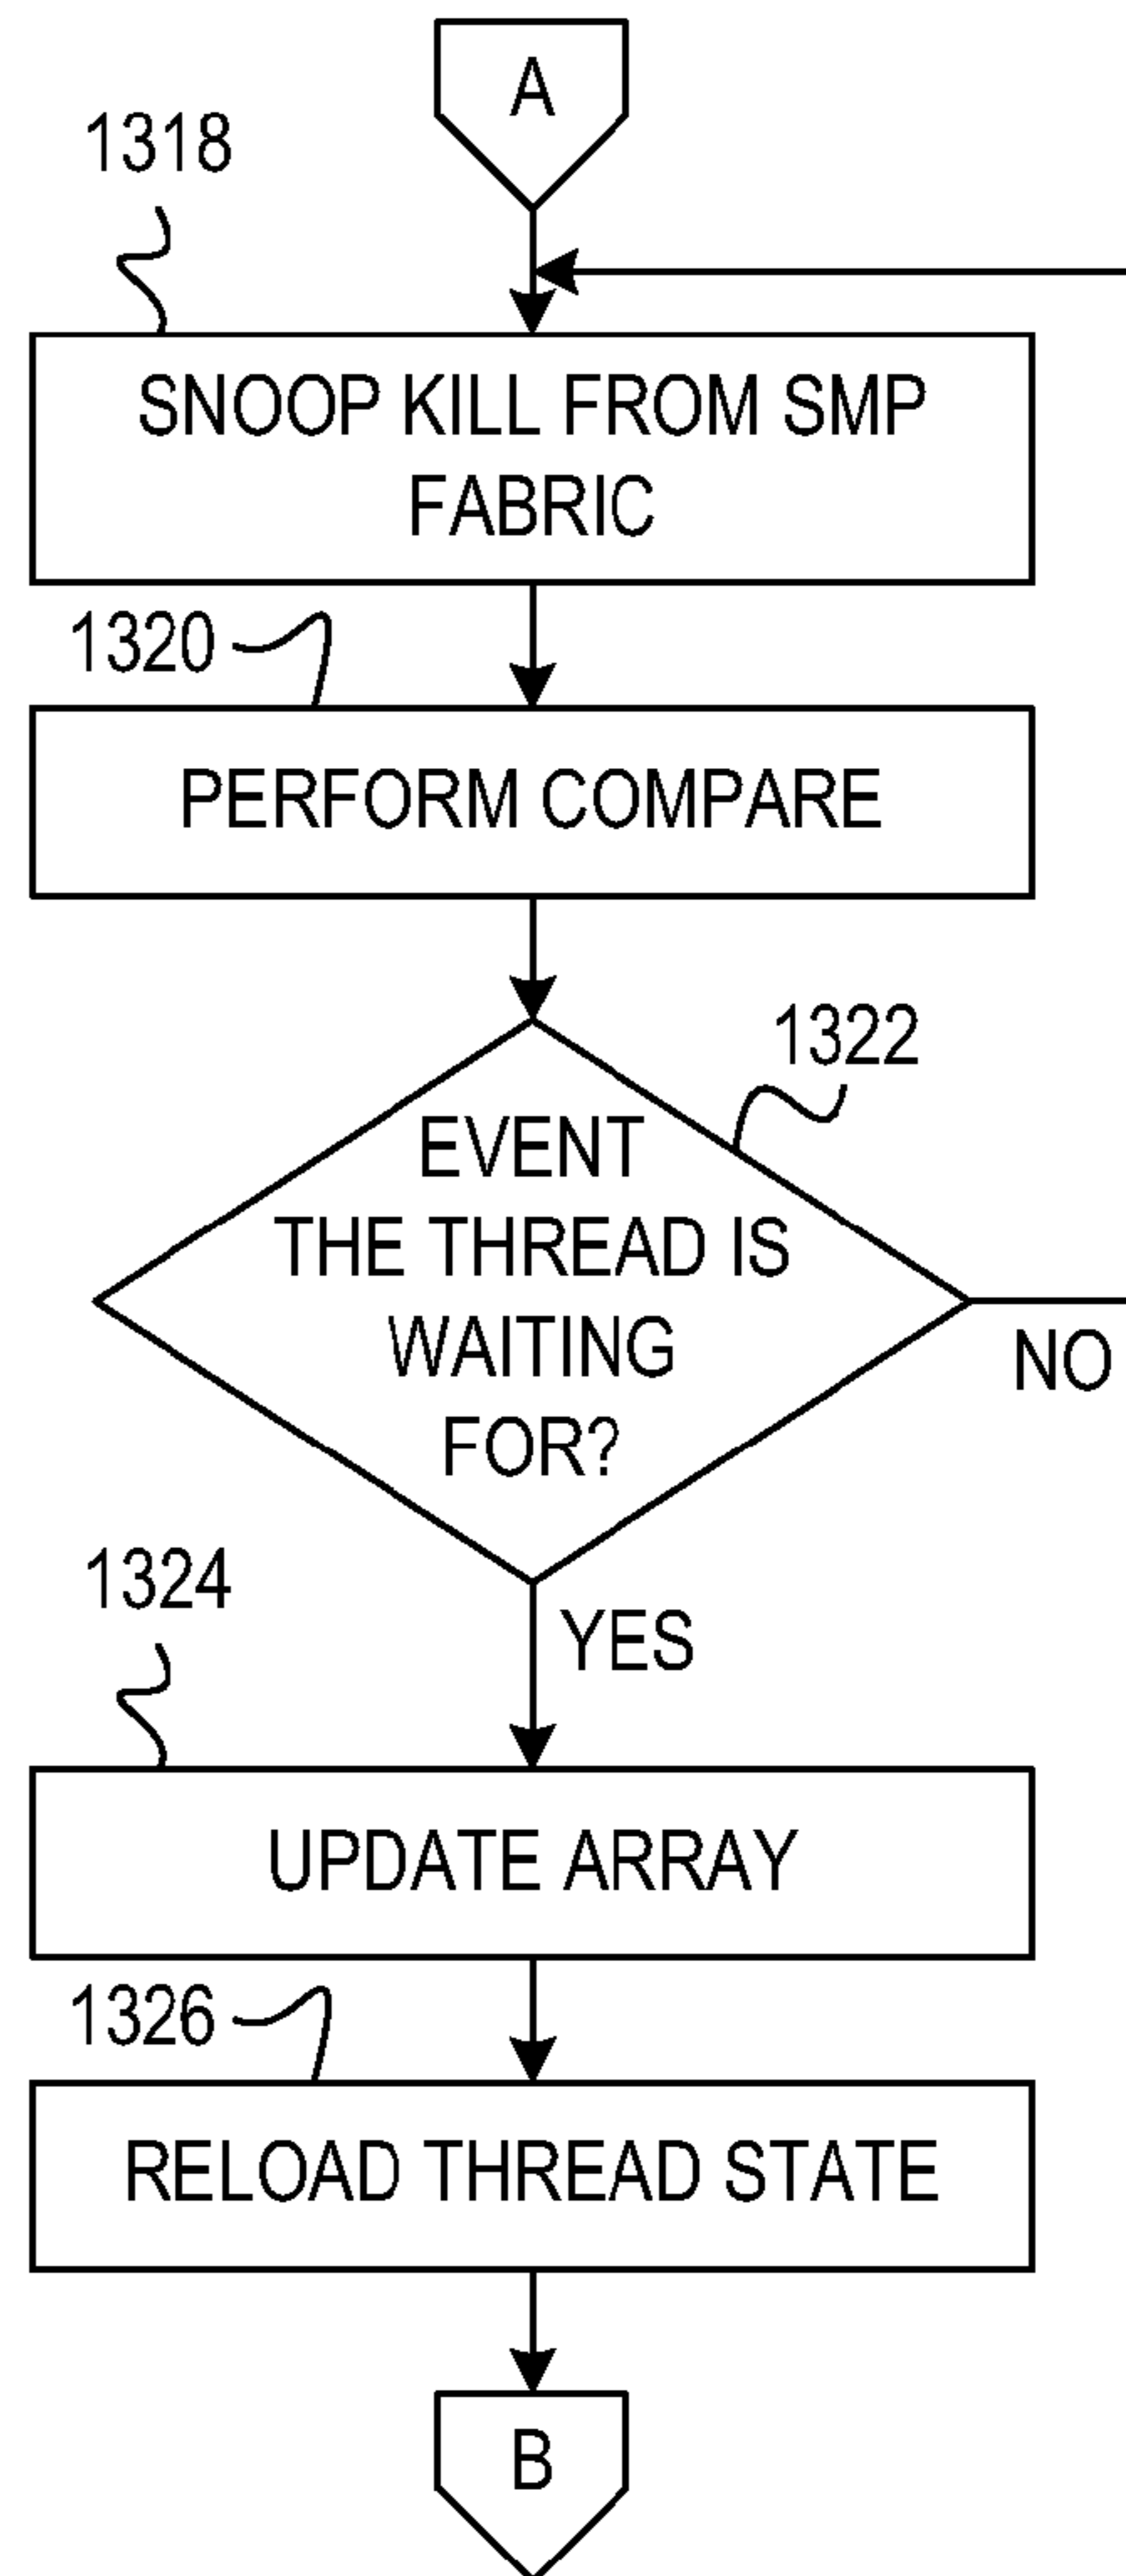 A
1318
SNOOP KILL FROM SMP
FABRIC
1320
PERFORM COMPARE
1322
EVENT
THE THREAD IS
WAITING
FOR?
NO
YES
1324
UPDATE ARRAY
1326
RELOAD THREAD STATE
B